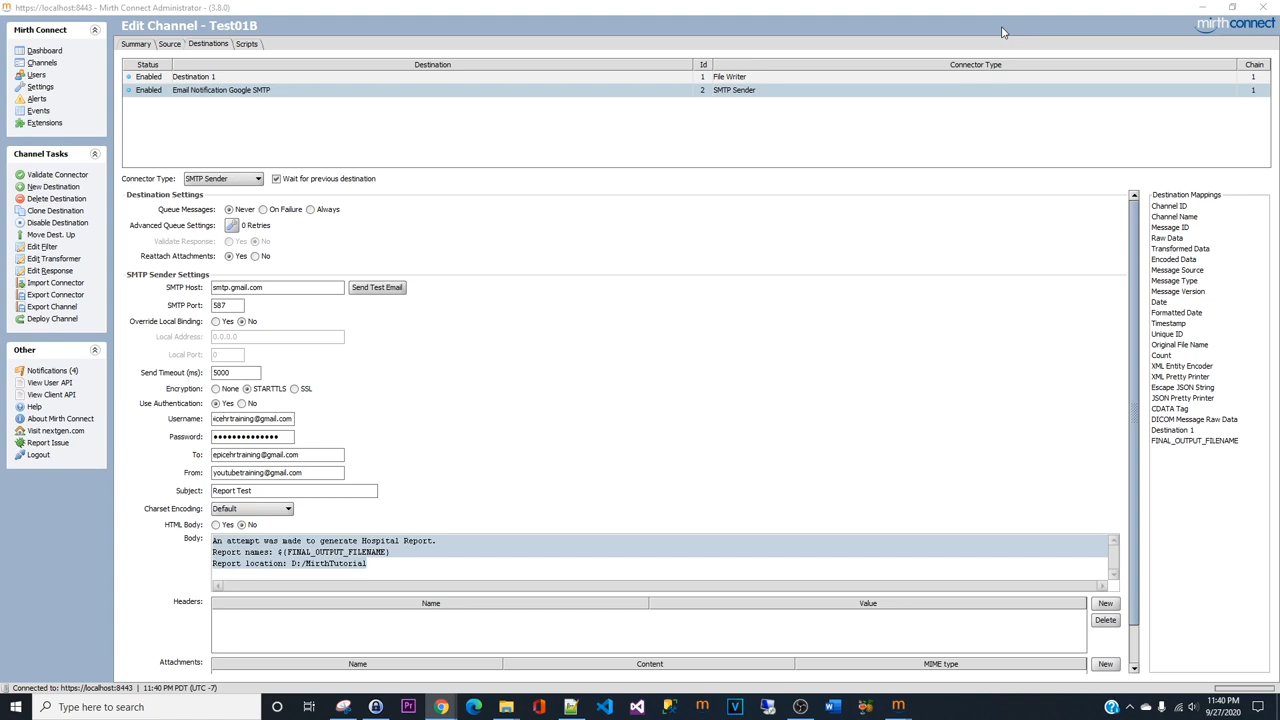 https://localhost:8443 - Mirth Connect Administrator - (3.8.0)
Mirth Connect
Dashboard
Channels
Users
Settings
Alerts
Events
Extensions
Channel Tasks
Validate Connector
New Destination
Delete Destination
Clone Destination
Disable Destination
Move Dest. Up
Edit Filter
Edit Transformer
Edit Response
Import Connector
Export Connector
Export Channel
Deploy Channel
Other
Notifications (4)
View User API
View Client API
Help
About Mirth Connect
Visit nextgen.com
Report Issue
Logout
Edit Channel - Test01B
mirth connect
Summary Source Destinations Scripts
Status Destination Id Connector Type Chain
Enabled Destination 1 1 File Writer 1
Enabled Email Notification Google SMTP 2 SMTP Sender 1
Connector Type: SMTP Sender Wait for previous destination
Destination Settings
Queue Messages: Never On Failure Always
Advanced Queue Settings: 0 Retries
Validate Response: Yes No
Reattach Attachments: Yes No
SMTP Sender Settings
SMTP Host: smtp.gmail.com Send Test Email
SMTP Port: 587
Override Local Binding: Yes No
Local Address: 0.0.0.0
Local Port: 0
Send Timeout (ms): 5000
Encryption: None STARTTLS SSL
Use Authentication: Yes No
Username: icehrtraining@gmail.com
Password: ••••••••••••••
To: epicehrtraining@gmail.com
From: youtubetraining@gmail.com
Subject: Report Test
Charset Encoding: Default
HTML Body: Yes No
Body: An attempt was made to generate Hospital Report.
Report names: ${FINAL_OUTPUT_FILENAME}
Report location: D:/MirthTutorial
Headers: Name Value New
Delete
Attachments: Name Content MIME type New
Destination Mappings
Channel ID
Channel Name
Message ID
Raw Data
Transformed Data
Encoded Data
Message Source
Message Type
Message Version
Date
Formatted Date
Timestamp
Unique ID
Original File Name
Count
XML Entity Encoder
XML Pretty Printer
Escape JSON String
JSON Pretty Printer
CDATA Tag
DICOM Message Raw Data
Destination 1
FINAL_OUTPUT_FILENAME
Connected to: https://localhost:8443 | 11:40 PM PDT (UTC -7)
Type here to search
11:40 PM
9/27/2020